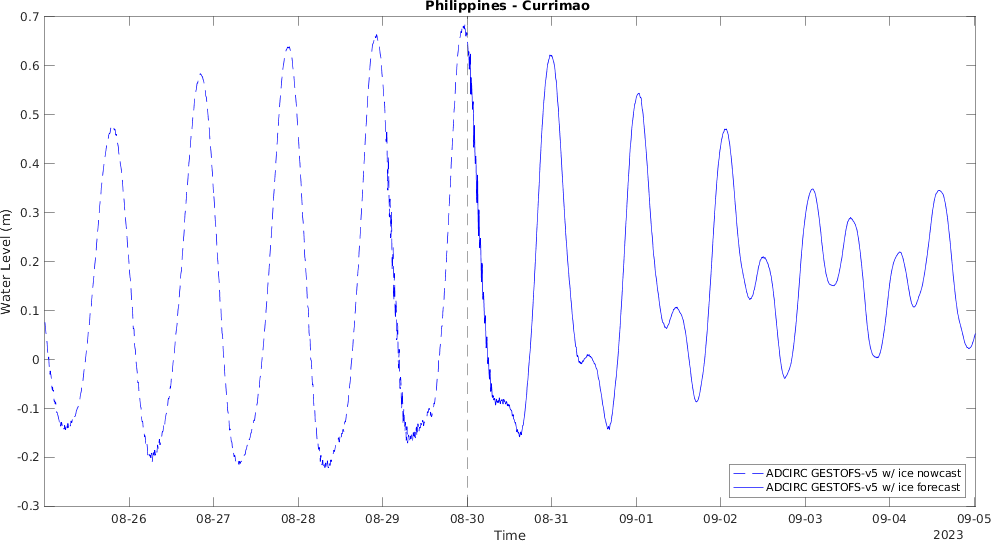 Philippines - Currimao
0.7
0.6
0.5
0.4
0.3
0.2
0.1
0
-0.1
-0.2
-0.3
Water Level (m)
ADCIRC GESTOFS-v5 w/ ice nowcast
ADCIRC GESTOFS-v5 w/ ice forecast
08-26 08-27 08-28 08-29 08-30 08-31 09-01 09-02 09-03 09-04 09-05
Time
2023